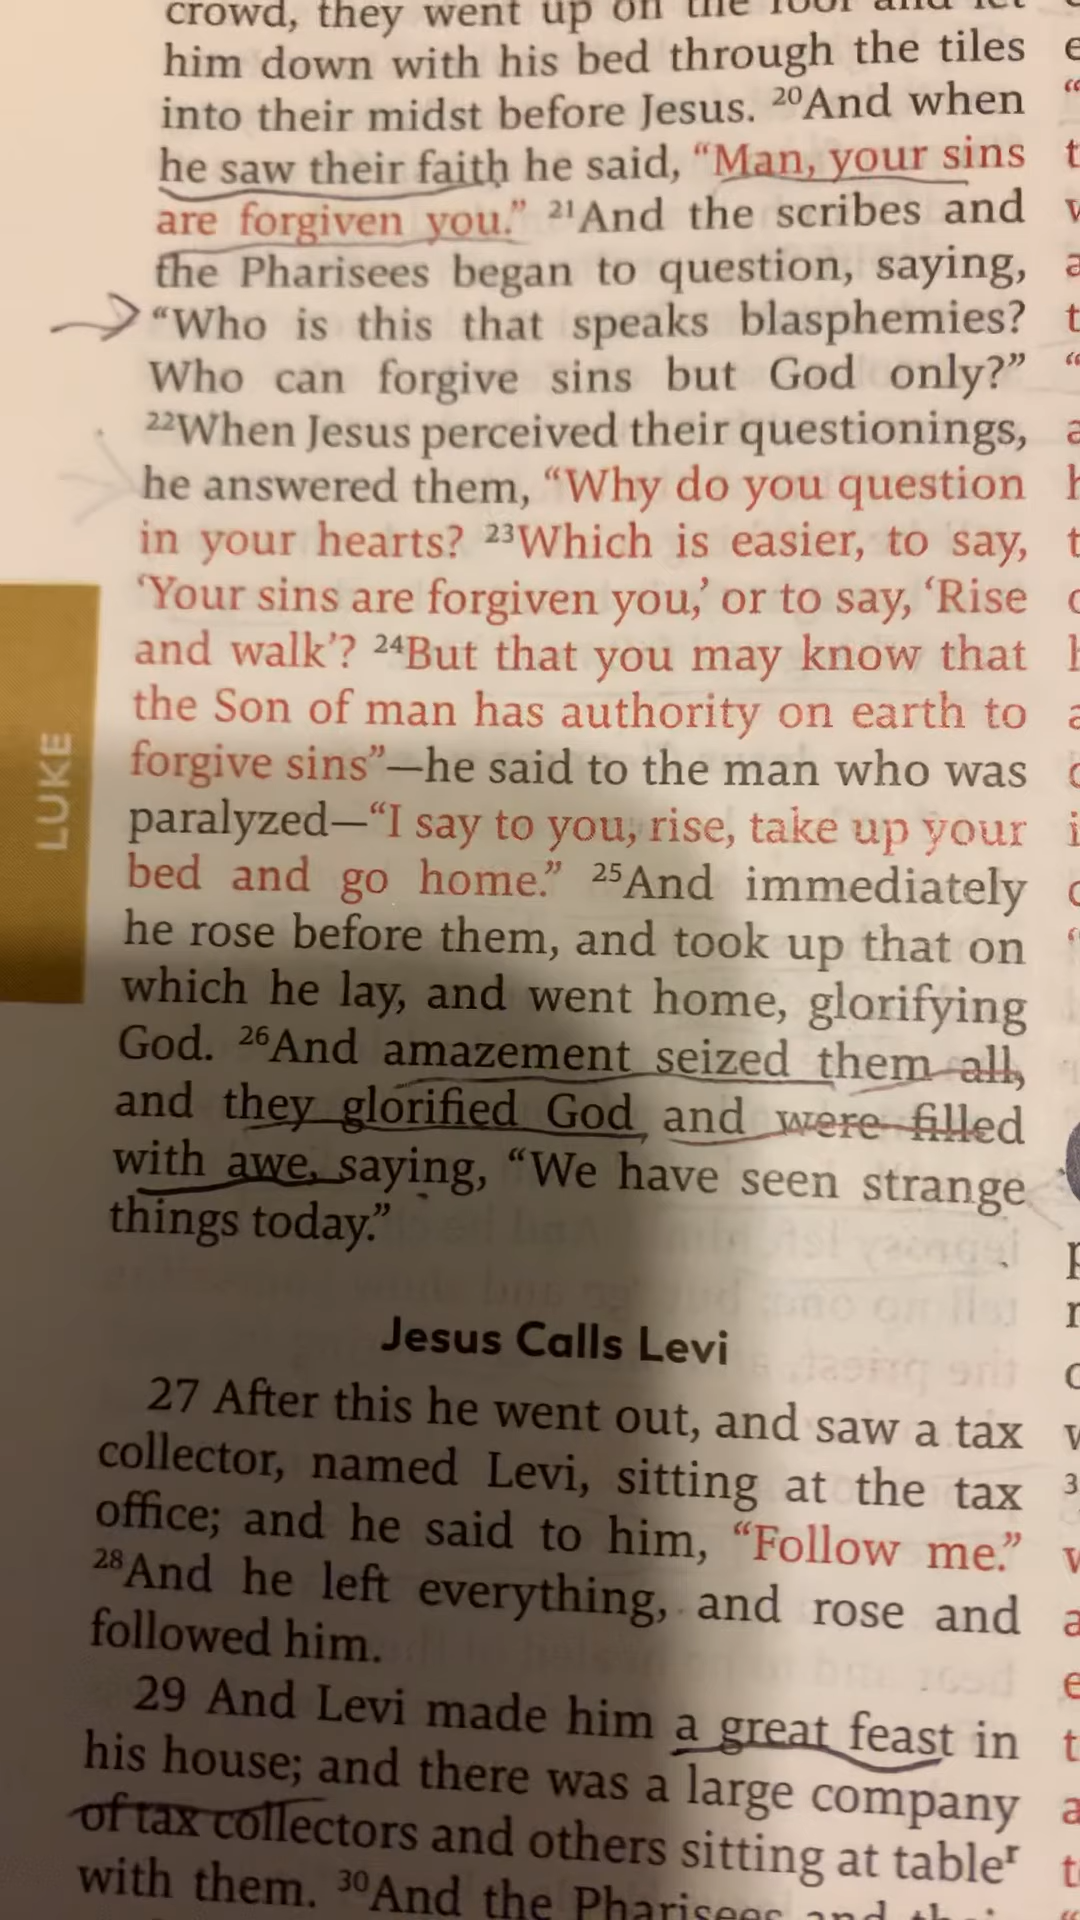 crowd, they went up on the roof and let
him down with his bed through the tiles
into their midst before Jesus. 20And when
he saw their faith he said, “Man, your sins
are forgiven you.” 21And the scribes and
the Pharisees began to question, saying,
“Who is this that speaks blasphemies?
Who can forgive sins but God only?”
22When Jesus perceived their questionings,
he answered them, “Why do you question
in your hearts? 23Which is easier, to say,
‘Your sins are forgiven you,’ or to say, ‘Rise
and walk’? 24But that you may know that
the Son of man has authority on earth to
forgive sins”—he said to the man who was
paralyzed—“I say to you, rise, take up your
bed and go home.” 25And immediately
he rose before them, and took up that on
which he lay, and went home, glorifying
God. 26And amazement seized them all,
and they glorified God and were filled
with awe, saying, “We have seen strange
things today.”
Jesus Calls Levi
27 After this he went out, and saw a tax
collector, named Levi, sitting at the tax
office; and he said to him, “Follow me.”
28And he left everything, and rose and
followed him.
29 And Levi made him a great feast in
his house; and there was a large company
of tax collectors and others sitting at tabler
with them. 30And the Pharisees and
LUKE